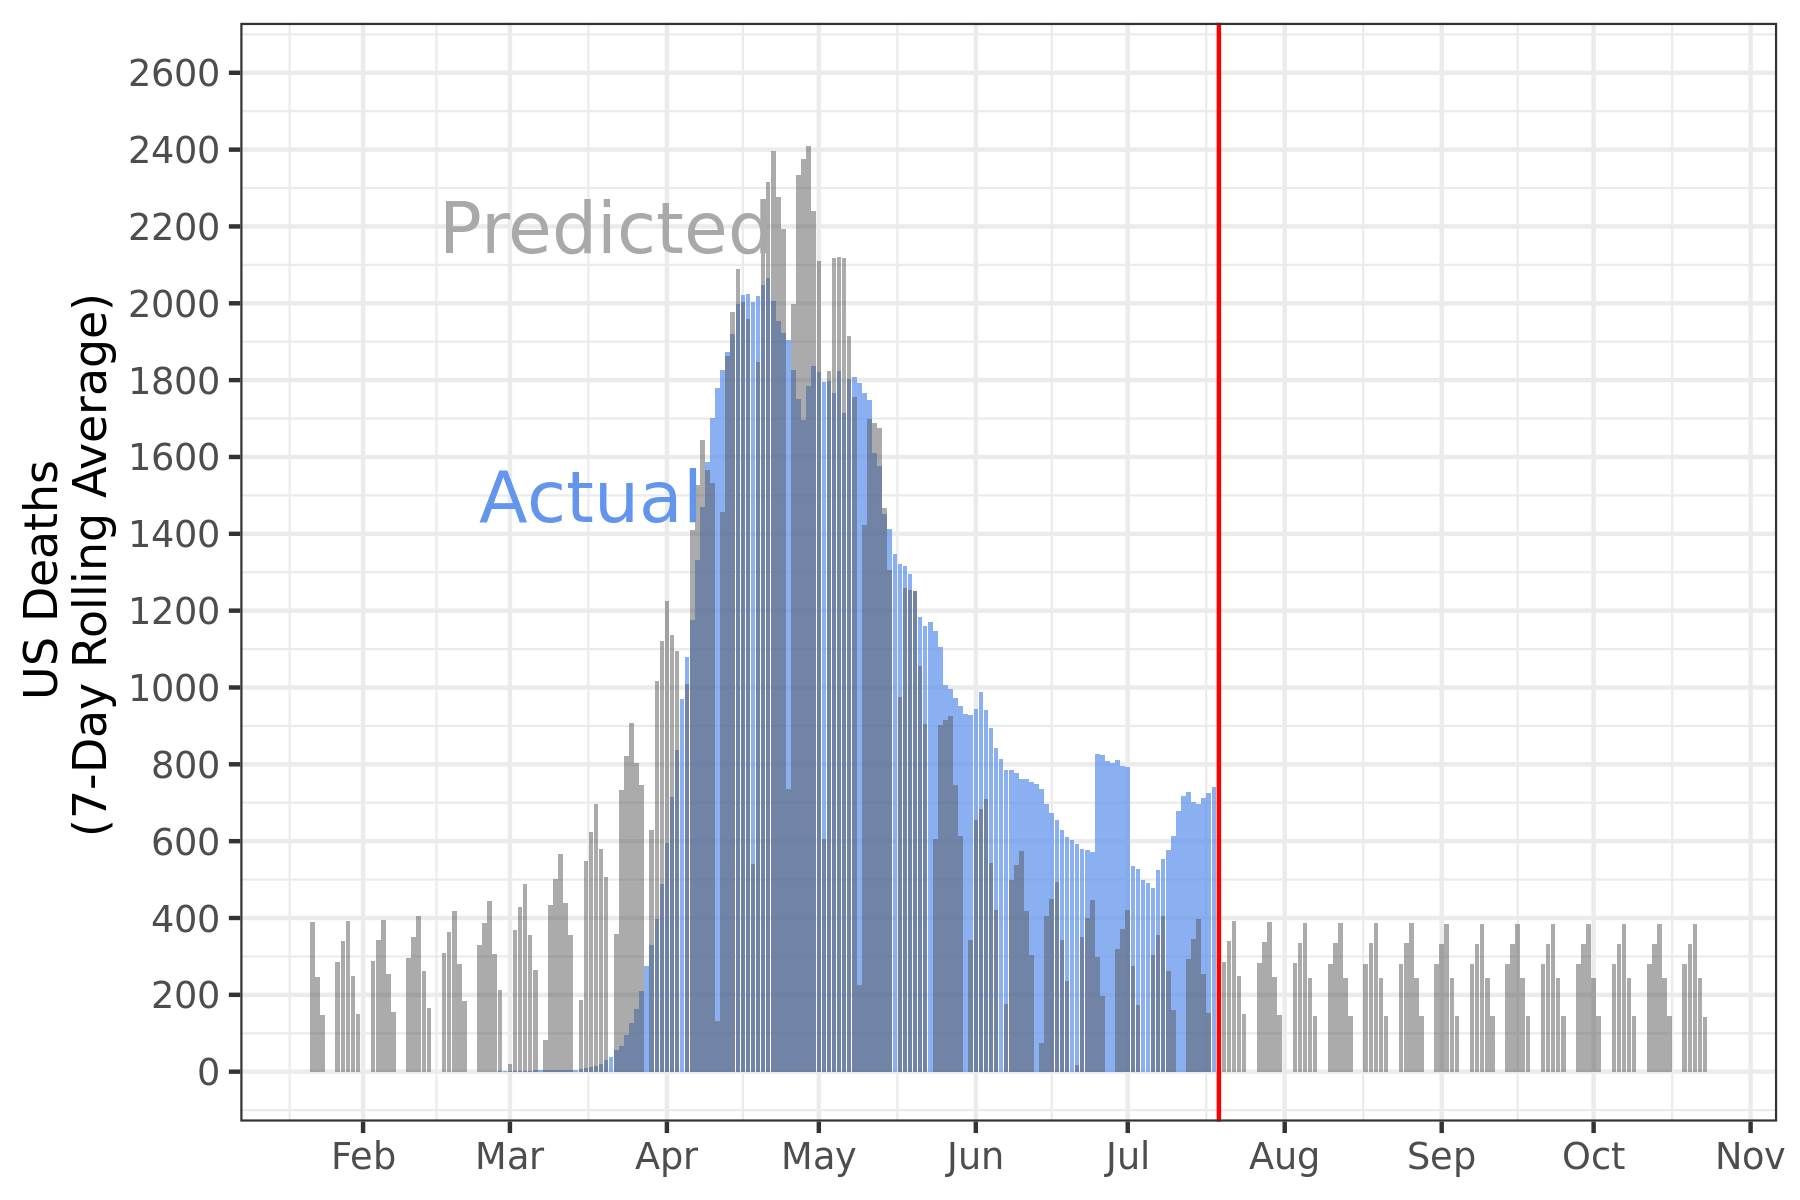 US Deaths
(7-Day Rolling Average)
2600
2400
2200
2000
1800
1600
1400
1200
1000
800
600
400
200
0
Predicted
Actual
Feb Mar Apr May Jun Jul Aug Sep Oct Nov